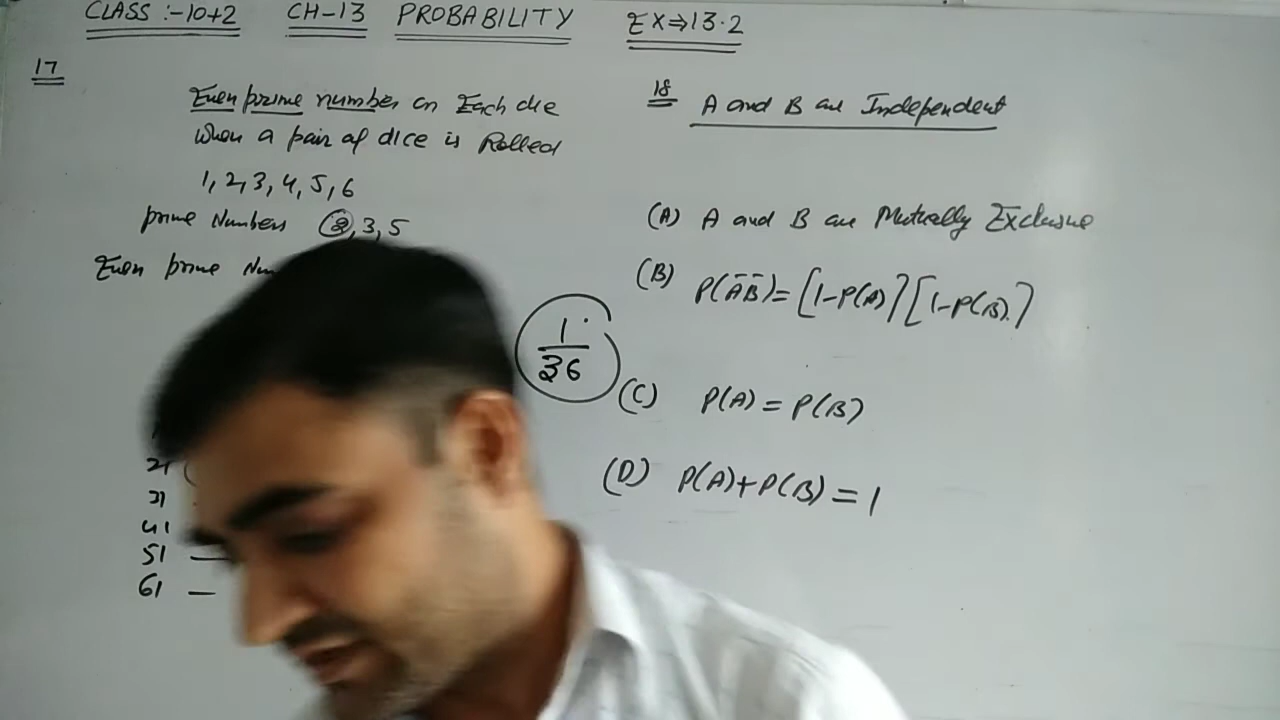 CLASS :-10+2 CH-13 PROBABILITY EX⇒13.2
17
Even prime number on Each die
When a pair of dice is Rolled
1, 2, 3, 4, 5, 6
prime Numbers 2, 3, 5
Even prime Num
1/36
21 (
31
41
51 —
61 —
18 A and B are Independent
(A) A and B are Mutually Exclusive
(B) P(A̅B̅) = [1-P(A)][1-P(B).]
(C) P(A) = P(B)
(D) P(A)+P(B) = 1